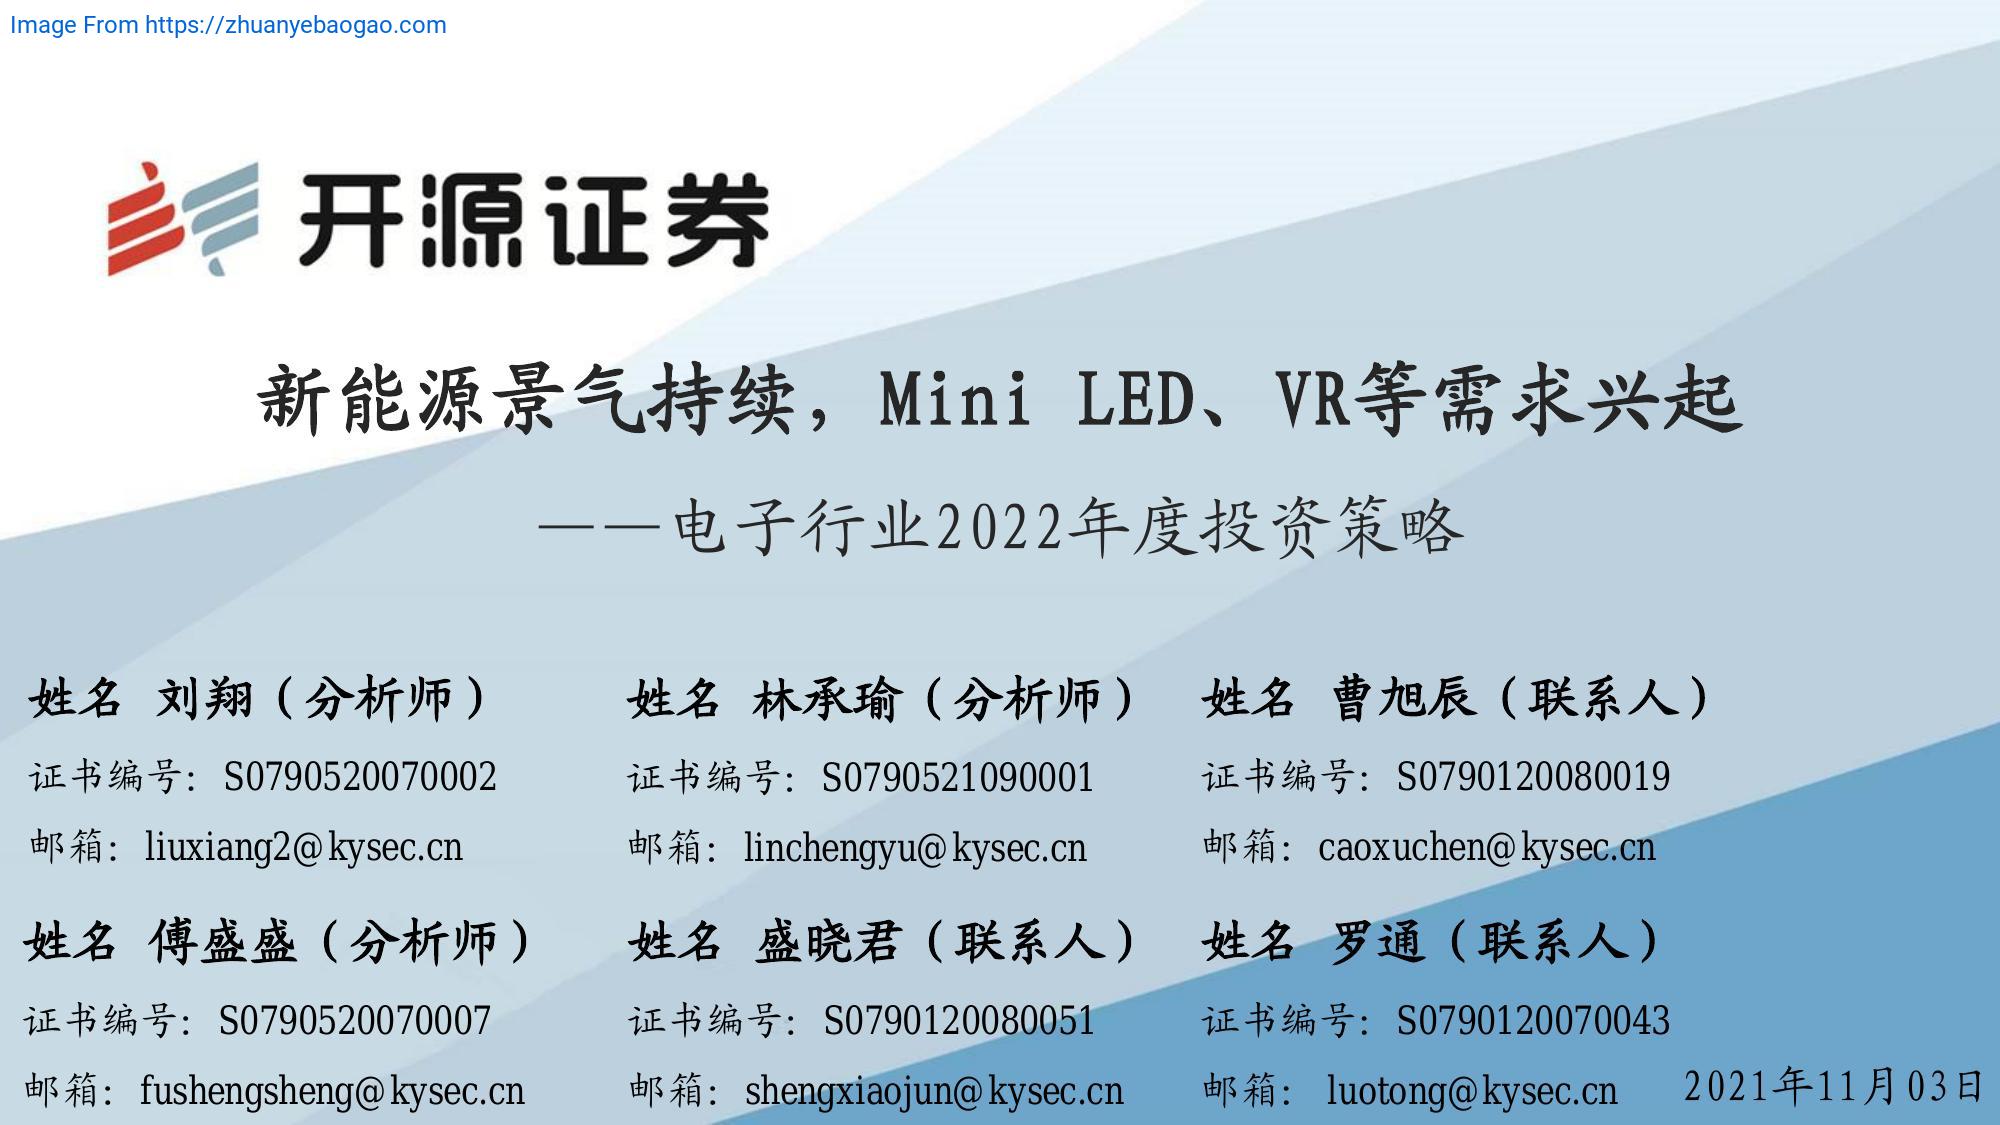 Image From https://zhuanyebaogao.com
开源证券
新能源景气持续，Mini LED、VR等需求兴起
——电子行业2022年度投资策略
姓名 刘翔（分析师）
证书编号：S0790520070002
邮箱：liuxiang2@kysec.cn
姓名 林承瑜（分析师）
证书编号：S0790521090001
邮箱：linchengyu@kysec.cn
姓名 曹旭辰（联系人）
证书编号：S0790120080019
邮箱：caoxuchen@kysec.cn
姓名 傅盛盛（分析师）
证书编号：S0790520070007
邮箱：fushengsheng@kysec.cn
姓名 盛晓君（联系人）
证书编号：S0790120080051
邮箱：shengxiaojun@kysec.cn
姓名 罗通（联系人）
证书编号：S0790120070043
邮箱：luotong@kysec.cn
2021年11月03日